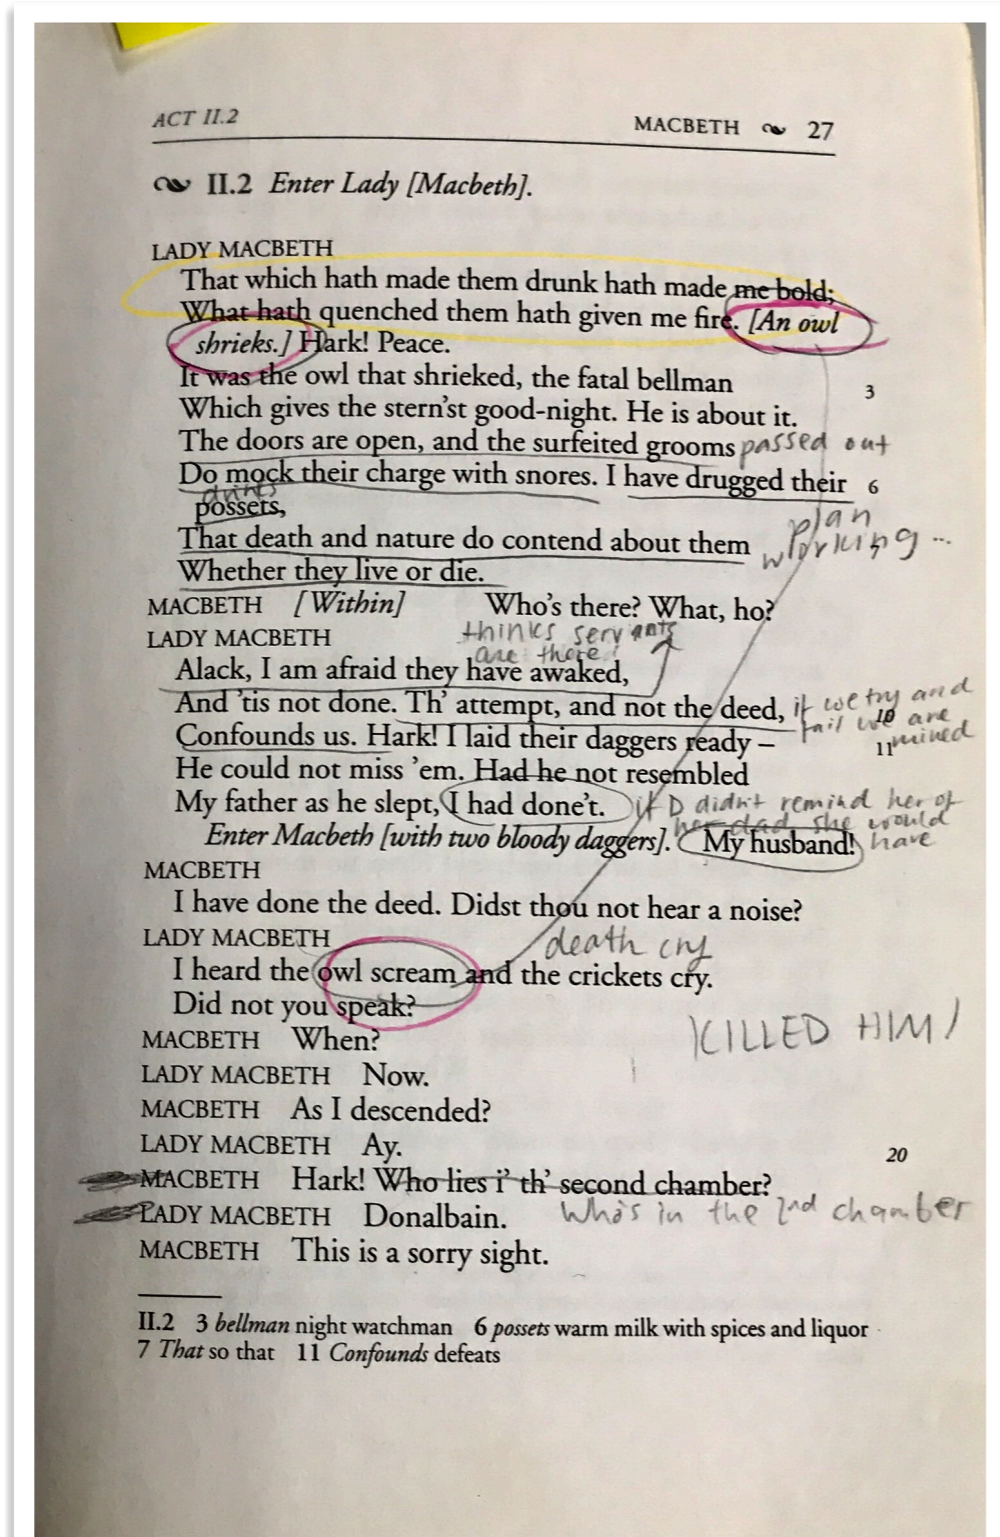 ACT II.2 MACBETH 27
II.2 Enter Lady [Macbeth].
LADY MACBETH
That which hath made them drunk hath made me bold;
What hath quenched them hath given me fire. [An owl
shrieks.] Hark! Peace.
It was the owl that shrieked, the fatal bellman 3
Which gives the stern'st good-night. He is about it.
The doors are open, and the surfeited grooms passed out
Do mock their charge with snores. I have drugged their 6
drinks
possets,
plan
That death and nature do contend about them working ...
Whether they live or die.
MACBETH [Within] Who's there? What, ho?
LADY MACBETH thinks servants
are there
Alack, I am afraid they have awaked,
And 'tis not done. Th' attempt, and not the deed, if we try and
10 fail we are
Confounds us. Hark! I laid their daggers ready – 11 ruined
He could not miss 'em. Had he not resembled
My father as he slept, I had done't. if D didn't remind her of
her dad she would
Enter Macbeth [with two bloody daggers]. My husband! have
MACBETH
I have done the deed. Didst thou not hear a noise?
LADY MACBETH death cry
I heard the owl scream and the crickets cry.
Did not you speak?
MACBETH When? KILLED HIM!
LADY MACBETH Now.
MACBETH As I descended?
LADY MACBETH Ay. 20
MACBETH Hark! Who lies i' th' second chamber?
LADY MACBETH Donalbain. Who's in the 2nd chamber
MACBETH This is a sorry sight.
II.2 3 bellman night watchman 6 possets warm milk with spices and liquor
7 That so that 11 Confounds defeats